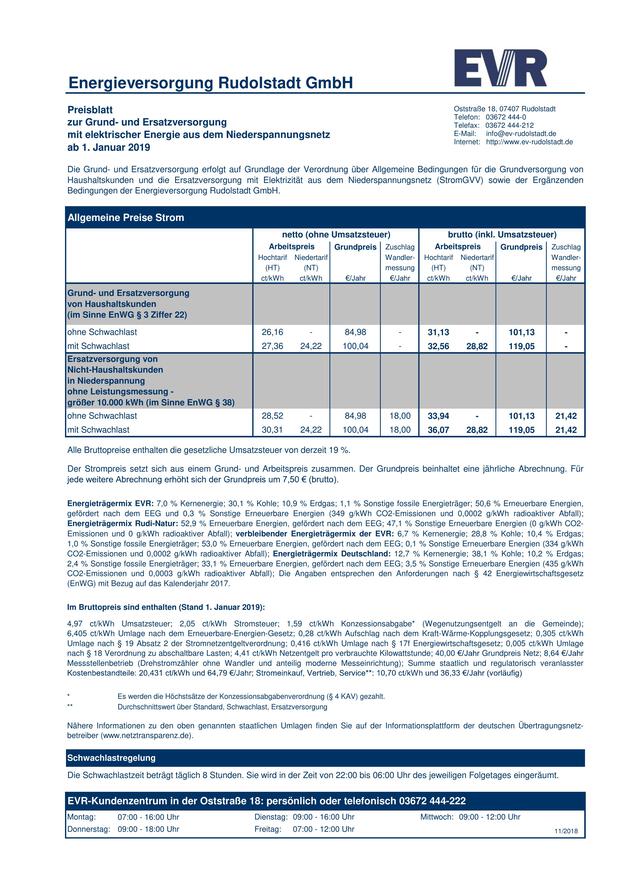 EVR
Energieversorgung Rudolstadt GmbH
Preisblatt
zur Grund- und Ersatzversorgung
mit elektrischer Energie aus dem Niederspannungsnetz
ab 1. Januar 2019
Oststraße 18, 07407 Rudolstadt
Telefon: 03672 444-0
Telefax: 03672 444-212
E-Mail: info@ev-rudolstadt.de
Internet: http://www.ev-rudolstadt.de
Die Grund- und Ersatzversorgung erfolgt auf Grundlage der Verordnung über Allgemeine Bedingungen für die Grundversorgung von
Haushaltskunden und die Ersatzversorgung mit Elektrizität aus dem Niederspannungsnetz (StromGVV) sowie der Ergänzenden
Bedingungen der Energieversorgung Rudolstadt GmbH.
Allgemeine Preise Strom
netto (ohne Umsatzsteuer) brutto (inkl. Umsatzsteuer)
Arbeitspreis Grundpreis Zuschlag Arbeitspreis Grundpreis Zuschlag
Hochtarif Niedertarif Wandler- Hochtarif Niedertarif Wandler-
(HT) (NT) messung (HT) (NT) messung
ct/kWh ct/kWh €/Jahr €/Jahr ct/kWh ct/kWh €/Jahr €/Jahr
Grund- und Ersatzversorgung
von Haushaltskunden
(im Sinne EnWG § 3 Ziffer 22)
ohne Schwachlast 26,16 - 84,98 - 31,13 - 101,13 -
mit Schwachlast 27,36 24,22 100,04 - 32,56 28,82 119,05 -
Ersatzversorgung von
Nicht-Haushaltskunden
in Niederspannung
ohne Leistungsmessung -
größer 10.000 kWh (im Sinne EnWG § 38)
ohne Schwachlast 28,52 - 84,98 18,00 33,94 - 101,13 21,42
mit Schwachlast 30,31 24,22 100,04 18,00 36,07 28,82 119,05 21,42
Alle Bruttopreise enthalten die gesetzliche Umsatzsteuer von derzeit 19 %.
Der Strompreis setzt sich aus einem Grund- und Arbeitspreis zusammen. Der Grundpreis beinhaltet eine jährliche Abrechnung. Für
jede weitere Abrechnung erhöht sich der Grundpreis um 7,50 € (brutto).
Energieträgermix EVR: 7,0 % Kernenergie; 30,1 % Kohle; 10,9 % Erdgas; 1,1 % Sonstige fossile Energieträger; 50,6 % Erneuerbare Energien,
gefördert nach dem EEG und 0,3 % Sonstige Erneuerbare Energien (349 g/kWh CO2-Emissionen und 0,0002 g/kWh radioaktiver Abfall);
Energieträgermix Rudi-Natur: 52,9 % Erneuerbare Energien, gefördert nach dem EEG; 47,1 % Sonstige Erneuerbare Energien (0 g/kWh CO2-
Emissionen und 0 g/kWh radioaktiver Abfall); verbleibender Energieträgermix der EVR: 6,7 % Kernenergie; 28,8 % Kohle; 10,4 % Erdgas;
1,0 % Sonstige fossile Energieträger; 53,0 % Erneuerbare Energien, gefördert nach dem EEG; 0,1 % Sonstige Erneuerbare Energien (334 g/kWh
CO2-Emissionen und 0,0002 g/kWh radioaktiver Abfall); Energieträgermix Deutschland: 12,7 % Kernenergie; 38,1 % Kohle; 10,2 % Erdgas;
2,4 % Sonstige fossile Energieträger; 33,1 % Erneuerbare Energien, gefördert nach dem EEG; 3,5 % Sonstige Erneuerbare Energien (435 g/kWh
CO2-Emissionen und 0,0003 g/kWh radioaktiver Abfall); Die Angaben entsprechen den Anforderungen nach § 42 Energiewirtschaftsgesetz
(EnWG) mit Bezug auf das Kalenderjahr 2017.
Im Bruttopreis sind enthalten (Stand 1. Januar 2019):
4,97 ct/kWh Umsatzsteuer; 2,05 ct/kWh Stromsteuer; 1,59 ct/kWh Konzessionsabgabe* (Wegenutzungsentgelt an die Gemeinde);
6,405 ct/kWh Umlage nach dem Erneuerbare-Energien-Gesetz; 0,28 ct/kWh Aufschlag nach dem Kraft-Wärme-Kopplungsgesetz; 0,305 ct/kWh
Umlage nach § 19 Absatz 2 der Stromnetzentgeltverordnung; 0,416 ct/kWh Umlage nach § 17f Energiewirtschaftsgesetz; 0,005 ct/kWh Umlage
nach § 18 Verordnung zu abschaltbare Lasten; 4,41 ct/kWh Netzentgelt pro verbrauchte Kilowattstunde; 40,00 €/Jahr Grundpreis Netz; 8,64 €/Jahr
Messstellenbetrieb (Drehstromzähler ohne Wandler und anteilig moderne Messeinrichtung); Summe staatlich und regulatorisch veranlasster
Kostenbestandteile: 20,431 ct/kWh und 64,79 €/Jahr; Stromeinkauf, Vertrieb, Service**: 10,70 ct/kWh und 36,33 €/Jahr (vorläufig)
* Es werden die Höchstsätze der Konzessionsabgabenverordnung (§ 4 KAV) gezahlt.
** Durchschnittswert über Standard, Schwachlast, Ersatzversorgung
Nähere Informationen zu den oben genannten staatlichen Umlagen finden Sie auf der Informationsplattform der deutschen Übertragungsnetz-
betreiber (www.netztransparenz.de).
Schwachlastregelung
Die Schwachlastzeit beträgt täglich 8 Stunden. Sie wird in der Zeit von 22:00 bis 06:00 Uhr des jeweiligen Folgetages eingeräumt.
EVR-Kundenzentrum in der Oststraße 18: persönlich oder telefonisch 03672 444-222
Montag: 07:00 - 16:00 Uhr Dienstag: 09:00 - 16:00 Uhr Mittwoch: 09:00 - 12:00 Uhr
Donnerstag: 09:00 - 18:00 Uhr Freitag: 07:00 - 12:00 Uhr 11/2018